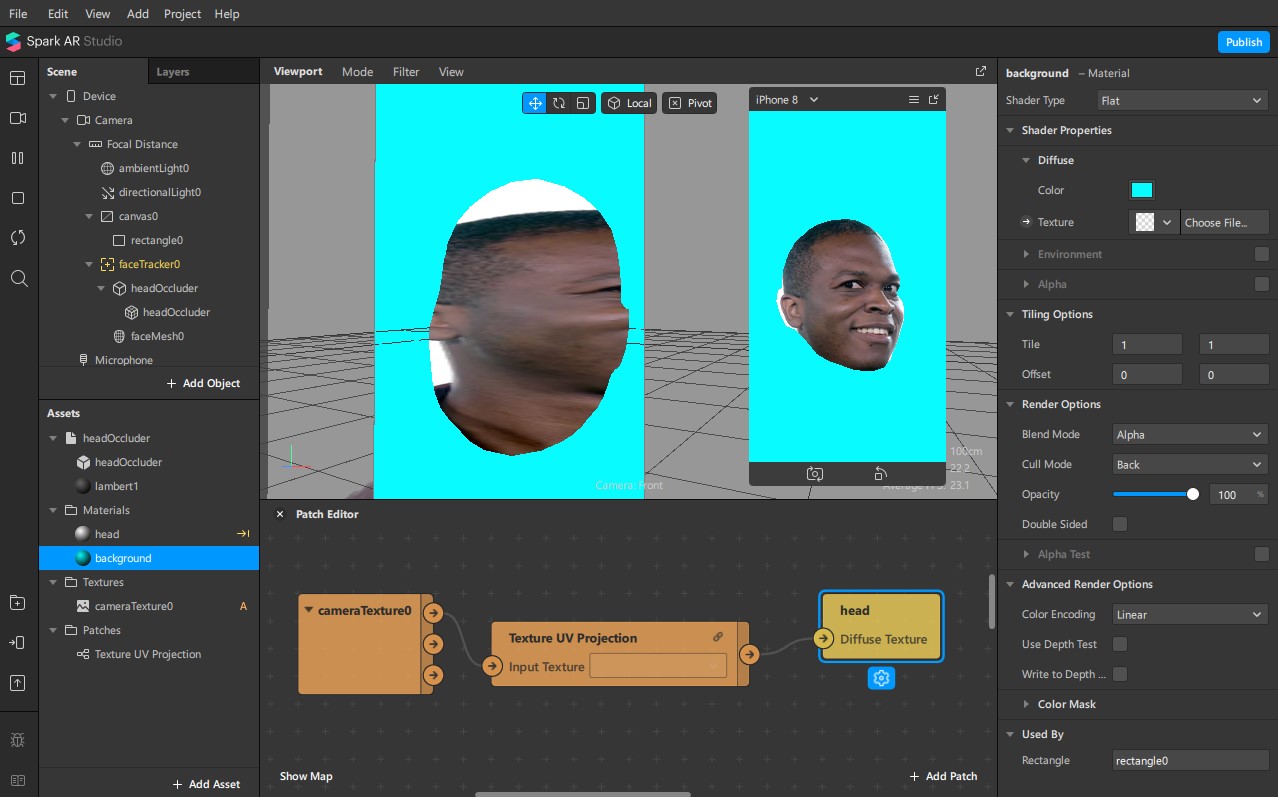 File Edit View Add Project Help
Spark AR Studio
Publish
Scene Layers
Device
Camera
Focal Distance
ambientLight0
directionalLight0
canvas0
rectangle0
faceTracker0
headOccluder
headOccluder
faceMesh0
Microphone
+ Add Object
Assets
headOccluder
headOccluder
lambert1
Materials
head
background
Textures
cameraTexture0 A
Patches
Texture UV Projection
+ Add Asset
Viewport Mode Filter View
Local
Pivot
iPhone 8
Camera: Front
100cm
22.2
Average FPS: 23.1
Patch Editor
cameraTexture0
Texture UV Projection
Input Texture
head
Diffuse Texture
Show Map
+ Add Patch
background – Material
Shader Type Flat
Shader Properties
Diffuse
Color
Texture Choose File...
Environment
Alpha
Tiling Options
Tile 1 1
Offset 0 0
Render Options
Blend Mode Alpha
Cull Mode Back
Opacity 100 %
Double Sided
Alpha Test
Advanced Render Options
Color Encoding Linear
Use Depth Test
Write to Depth ...
Color Mask
Used By
Rectangle rectangle0